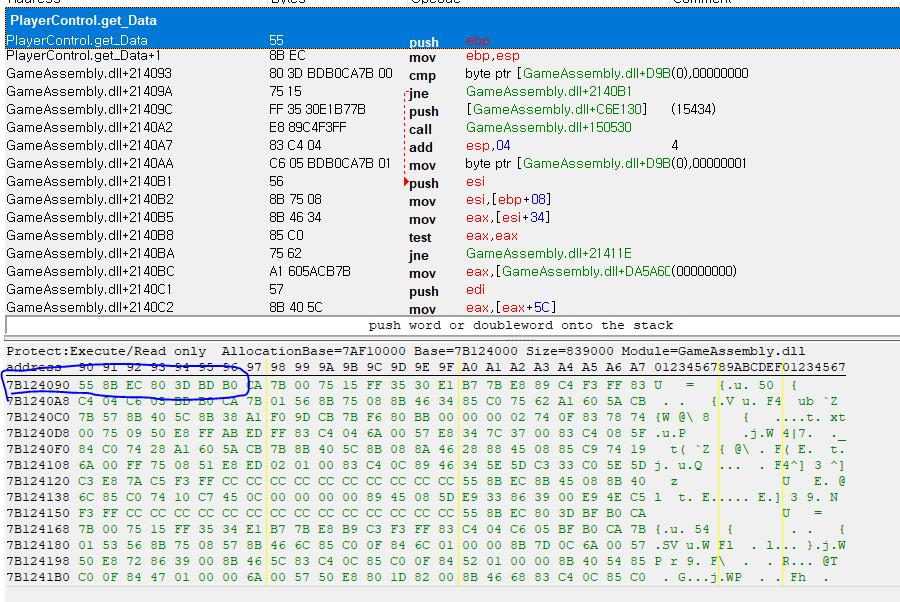 Address Bytes Opcode Comment
PlayerControl.get_Data
PlayerControl.get_Data 55 push ebp
PlayerControl.get_Data+1 8B EC mov ebp,esp
GameAssembly.dll+214093 80 3D BDB0CA7B 00 cmp byte ptr [GameAssembly.dll+D9B(0),00000000
GameAssembly.dll+21409A 75 15 jne GameAssembly.dll+2140B1
GameAssembly.dll+21409C FF 35 30E1B77B push [GameAssembly.dll+C6E130] (15434)
GameAssembly.dll+2140A2 E8 89C4F3FF call GameAssembly.dll+150530
GameAssembly.dll+2140A7 83 C4 04 add esp,04 4
GameAssembly.dll+2140AA C6 05 BDB0CA7B 01 mov byte ptr [GameAssembly.dll+D9B(0),00000001
GameAssembly.dll+2140B1 56 push esi
GameAssembly.dll+2140B2 8B 75 08 mov esi,[ebp+08]
GameAssembly.dll+2140B5 8B 46 34 mov eax,[esi+34]
GameAssembly.dll+2140B8 85 C0 test eax,eax
GameAssembly.dll+2140BA 75 62 jne GameAssembly.dll+21411E
GameAssembly.dll+2140BC A1 605ACB7B mov eax,[GameAssembly.dll+DA5A6C(00000000)
GameAssembly.dll+2140C1 57 push edi
GameAssembly.dll+2140C2 8B 40 5C mov eax,[eax+5C]
push word or doubleword onto the stack
Protect:Execute/Read only AllocationBase=7AF10000 Base=7B124000 Size=839000 Module=GameAssembly.dll
address 90 91 92 93 94 95 96 97 98 99 9A 9B 9C 9D 9E 9F A0 A1 A2 A3 A4 A5 A6 A7 0123456789ABCDEF01234567
7B124090 55 8B EC 80 3D BD B0 CA 7B 00 75 15 FF 35 30 E1 B7 7B E8 89 C4 F3 FF 83 U = {.u. 50 {
7B1240A8 C4 04 C6 05 BD B0 CA 7B 01 56 8B 75 08 8B 46 34 85 C0 75 62 A1 60 5A CB . . {.V u. F4 ub `Z
7B1240C0 7B 57 8B 40 5C 8B 38 A1 F0 9D CB 7B F6 80 BB 00 00 00 02 74 0F 83 78 74 {W @\ 8 { ....t. xt
7B1240D8 00 75 09 50 E8 FF AB ED FF 83 C4 04 6A 00 57 E8 34 7C 37 00 83 C4 08 5F .u.P .j.W 4|7. ._
7B1240F0 84 C0 74 28 A1 60 5A CB 7B 8B 40 5C 8B 08 8A 46 28 88 45 08 85 C9 74 19 t( `Z { @\ . F( E. t.
7B124108 6A 00 FF 75 08 51 E8 ED 02 01 00 83 C4 0C 89 46 34 5E 5D C3 33 C0 5E 5D j. u.Q ... . F4^] 3 ^]
7B124120 C3 E8 7A C5 F3 FF CC CC CC CC CC CC CC CC CC CC 55 8B EC 8B 45 08 8B 40 z U E. @
7B124138 6C 85 C0 74 10 C7 45 0C 00 00 00 00 89 45 08 5D E9 33 86 39 00 E9 4E C5 l t. E..... E.] 3 9. N
7B124150 F3 FF CC CC CC CC CC CC CC CC CC CC CC CC CC CC 55 8B EC 80 3D BF B0 CA U =
7B124168 7B 00 75 15 FF 35 34 E1 B7 7B E8 B9 C3 F3 FF 83 C4 04 C6 05 BF B0 CA 7B {.u. 54 { . . {
7B124180 01 53 56 8B 75 08 57 8B 46 6C 85 C0 0F 84 6C 01 00 00 8B 7D 0C 6A 00 57 .SV u.W Fl . l... }.j.W
7B124198 50 E8 72 86 39 00 8B 46 5C 83 C4 0C 85 C0 0F 84 52 01 00 00 8B 40 54 85 P r 9. F\ . . R... @T
7B1241B0 C0 0F 84 47 01 00 00 6A 00 57 50 E8 80 1D 82 00 8B 46 68 83 C4 0C 85 C0 . G...j.WP . . Fh .